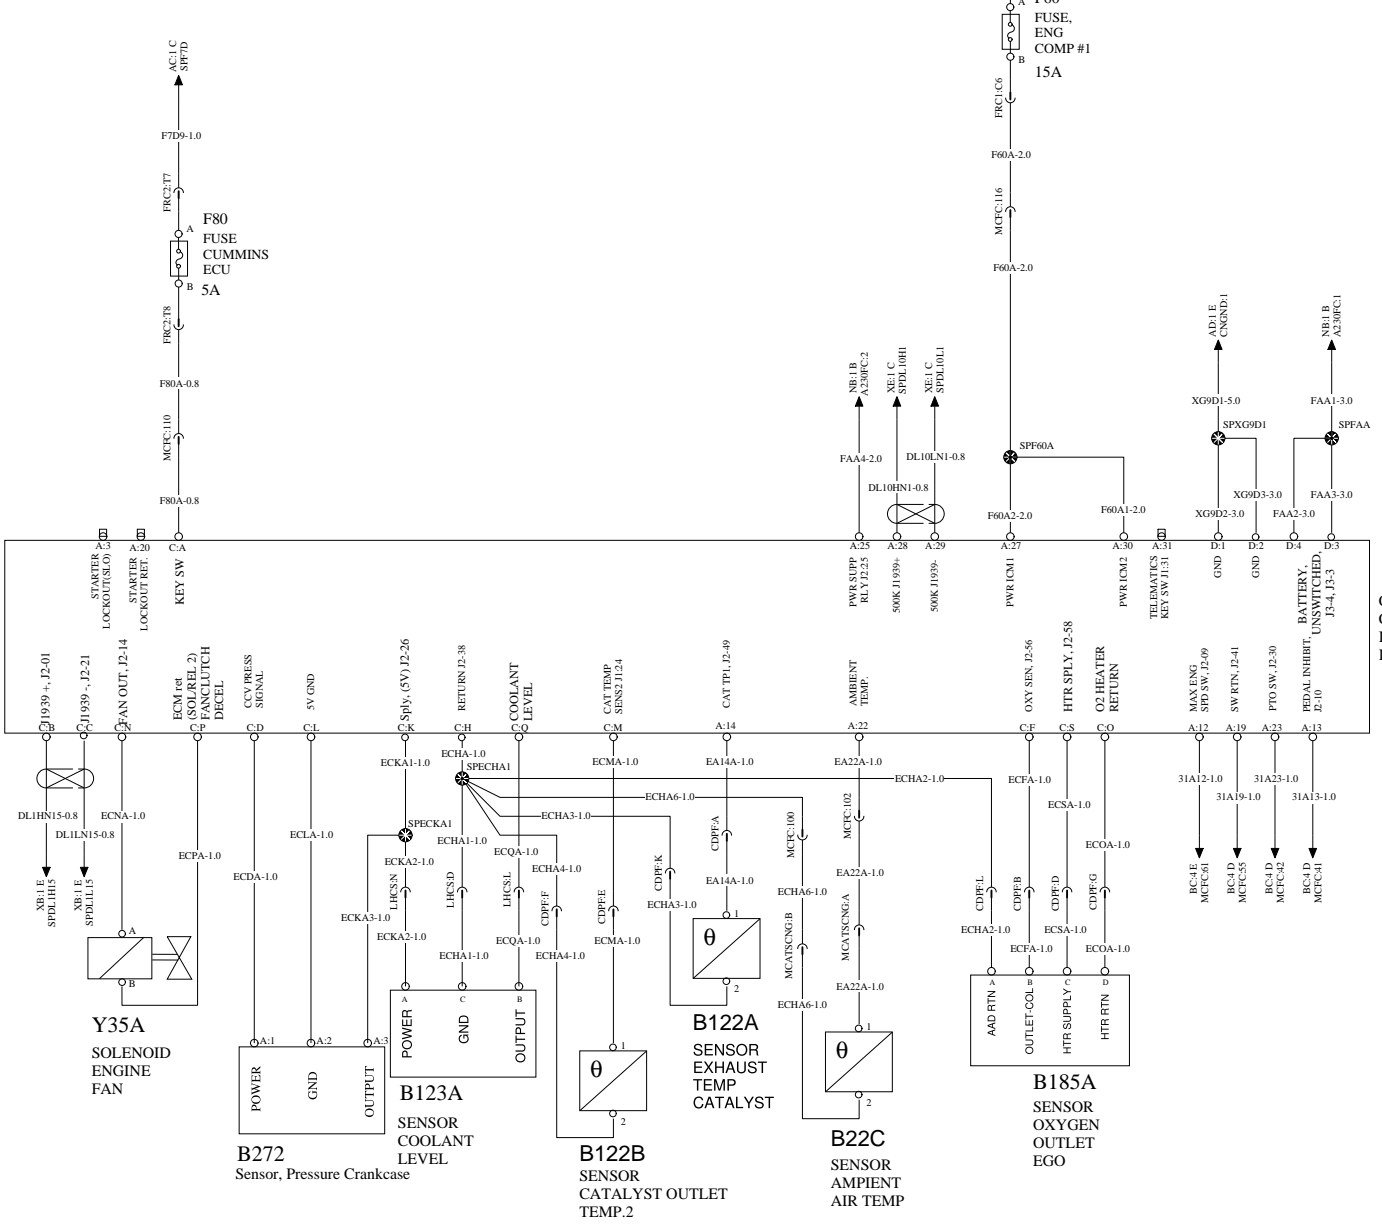 AC:1 C
SPF7D
F7D9-1.0
FRC2:T7
F80
FUSE
CUMMINS
ECU
5A
A
B
FRC2:T8
F80A-0.8
MCFC:110
F80A-0.8
A
FUSE,
ENG
COMP #1
15A
B
FRC1:C6
F60A-2.0
MCFC:116
F60A-2.0
SPF60A
F60A2-2.0
F60A1-2.0
NB:1 B
A230FC:2
FAA4-2.0
XE:1 C
SPDL10H1
XE:1 C
SPDL10L1
DL10LN1-0.8
DL10HN1-0.8
AD:1 E
CNGND:1
XG9D1-5.0
SPXG9D1
XG9D3-3.0
XG9D2-3.0
NB:1 B
A230FC:1
FAA1-3.0
SPFAA
FAA3-3.0
FAA2-3.0
A:3
A:20
C:A
A:25
A:28
A:29
A:27
A:30
A:31
D:1
D:2
D:4
D:3
STARTER
LOCKOUT(SLO)
STARTER
LOCKOUT RET.
KEY SW
PWR SUPP
RLY J2:25
500K J1939+
500K J1939-
PWR ICM1
PWR ICM2
TELEMATICS
KEY SW J1:31
GND
GND
BATTERY,
UNSWITCHED,
J3-4, J3-3
J1939 +, J2-01
J1939 -, J2-21
FAN OUT, J2-14
ECM ret
(SOL/REL 2)
FANCLUTCH
DECEL
CCV PRESS
SIGNAL
5V GND
Sply, (5V) J2-26
RETURN J2-38
COOLANT
LEVEL
CAT TEMP
SENS2 J1:24
CAT TP1, J2-49
AMBIENT
TEMP.
OXY SEN, J2-56
HTR SPLY, J2-58
O2 HEATER
RETURN
MAX ENG
SPD SW, J2-09
SW RTN, J2-41
PTO SW, J2-30
PEDAL INHIBIT,
J2-10
C:B
C:C
C:N
C:P
C:D
C:L
C:K
C:H
C:Q
C:M
A:14
A:22
C:F
C:S
C:O
A:12
A:19
A:23
A:13
DL1HN15-0.8
DL1LN15-0.8
XB:1 E
SPDL1H15
XB:1 E
SPDL1L15
ECNA-1.0
ECPA-1.0
A
B
Y35A
SOLENOID
ENGINE
FAN
ECDA-1.0
ECLA-1.0
ECKA1-1.0
SPECKA1
ECKA2-1.0
LHCS:N
ECKA3-1.0
ECKA2-1.0
ECHA-1.0
SPECHA1
ECHA1-1.0
LHCS:D
ECHA1-1.0
ECQA-1.0
LHCS:L
ECQA-1.0
ECHA4-1.0
CDPF:F
ECHA4-1.0
ECMA-1.0
CDPF:E
ECMA-1.0
ECHA3-1.0
CDPF:K
ECHA3-1.0
ECHA6-1.0
EA14A-1.0
CDPF:A
EA14A-1.0
MCFC:100
ECHA6-1.0
MCATSCNG:B
ECHA6-1.0
EA22A-1.0
MCFC:102
EA22A-1.0
MCATSCNG:A
EA22A-1.0
ECHA2-1.0
CDPF:L
ECHA2-1.0
ECFA-1.0
CDPF:B
ECFA-1.0
ECSA-1.0
CDPF:D
ECSA-1.0
ECOA-1.0
CDPF:G
ECOA-1.0
31A12-1.0
31A19-1.0
31A23-1.0
31A13-1.0
BC:4 E
MCFC:61
BC:4 D
MCFC:55
BC:4 D
MCFC:42
BC:4 D
MCFC:41
A:1
A:2
A:3
POWER
GND
OUTPUT
B272
Sensor, Pressure Crankcase
A
C
B
POWER
GND
OUTPUT
B123A
SENSOR
COOLANT
LEVEL
1
θ
2
B122B
SENSOR
CATALYST OUTLET
TEMP.2
1
θ
2
B122A
SENSOR
EXHAUST
TEMP
CATALYST
1
θ
2
B22C
SENSOR
AMPIENT
AIR TEMP
A
B
C
D
AAD RTN
OUTLET-COL
HTR SUPPLY
HTR RTN
B185A
SENSOR
OXYGEN
OUTLET
EGO